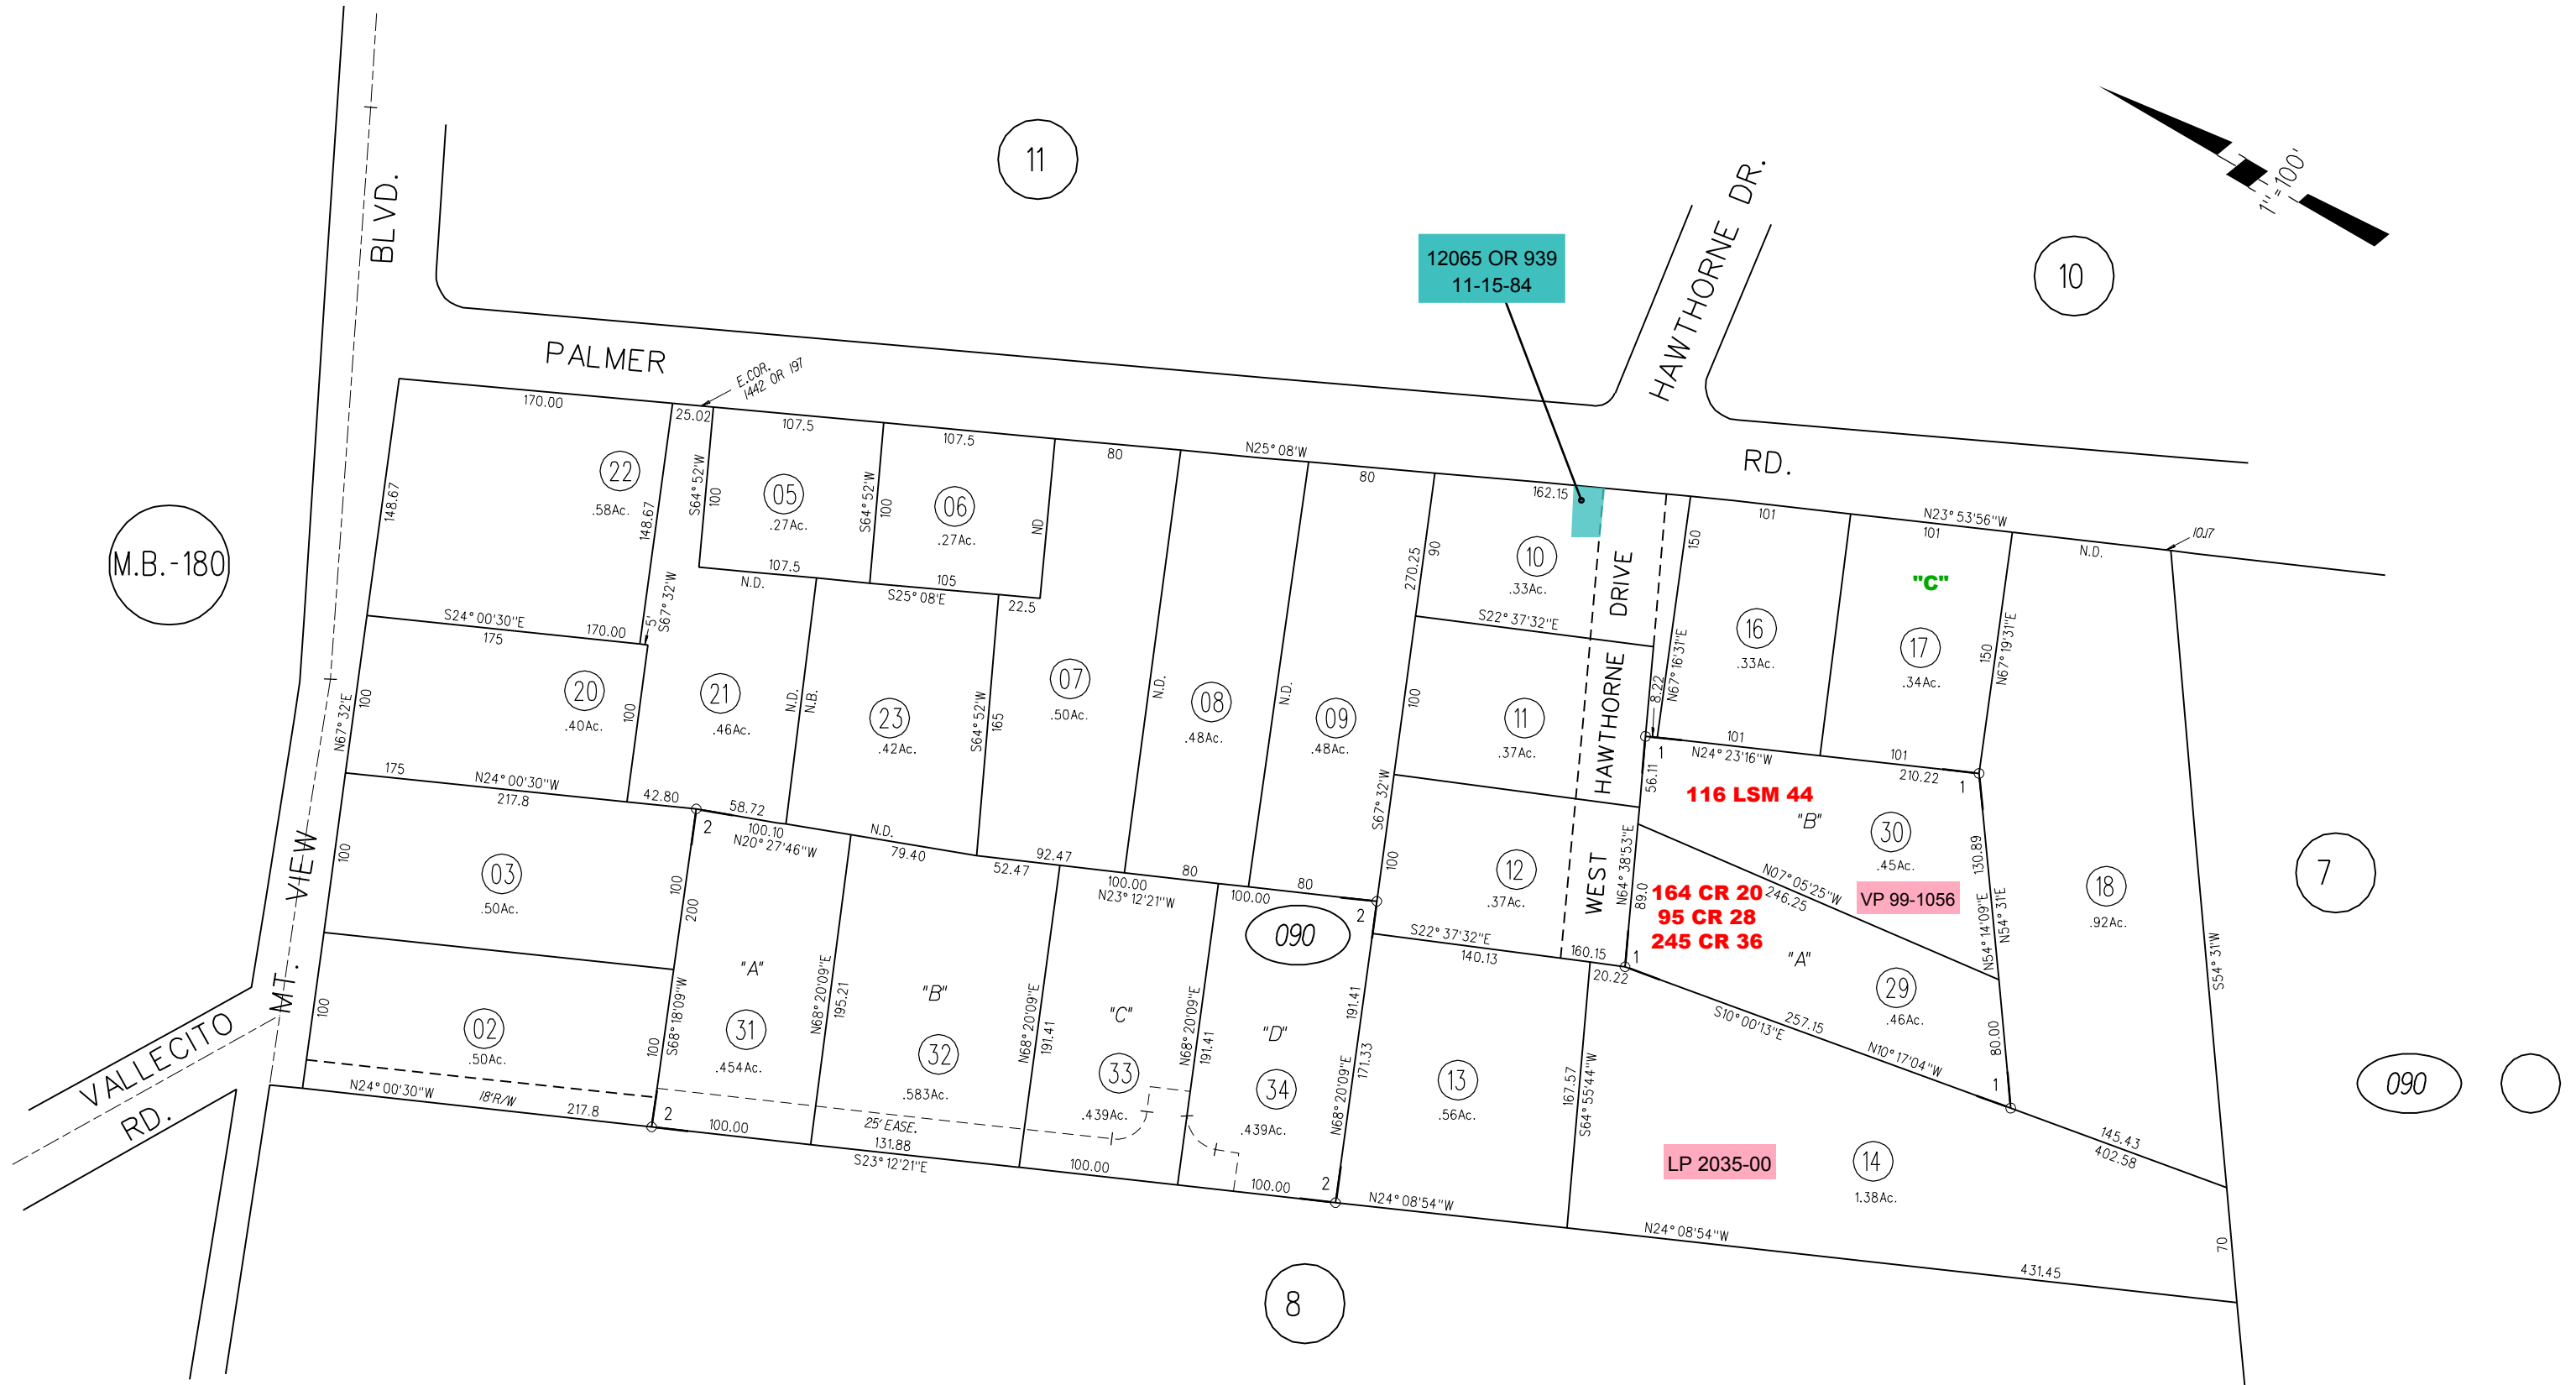 11
BLVD.
HAWTHORNE DR.
1"=100'
10
12065 OR 939
11-15-84
PALMER
E.COR.
1442 OR 197
RD.
170.00
25.02
107.5
107.5
80
N25°08'W
80
162.15
101
N23°53'56"W
101
N.D.
10.17
M.B.-180
148.67
22
.58Ac.
148.67
S64°52'W
100
05
.27Ac.
S64°52'W
100
06
.27Ac.
ND
270.25
90
10
.33Ac.
DRIVE
150
"C"
S24°00'30"E
175
170.00
5'
S67°32'W
107.5
N.D.
105
S25°08'E
22.5
S22°37'32"E
16
.33Ac.
17
.34Ac.
150
N67°19'31"E
N67°16'31"E
8.22
N67°32'E
100
20
.40Ac.
100
21
.46Ac.
N.D.
N.B.
23
.42Ac.
S64°52'W
165
07
.50Ac.
N.D.
08
.48Ac.
N.D.
09
.48Ac.
100
11
.37Ac.
HAWTHORNE
1
101
N24°23'16"W
101
210.22
1
175
N24°00'30"W
217.8
42.80
58.72
2
100.10
N20°27'46"W
N.D.
79.40
92.47
52.47
80
100.00
N23°12'21"W
80
100.00
S67°32'W
100
2
56.11
116 LSM 44
"B"
30
.45Ac.
130.89
MT. VIEW
100
03
.50Ac.
100
200
090
12
.37Ac.
WEST
N64°38'53"E
89.0
164 CR 20
95 CR 28
245 CR 36
N07°05'25"W
246.25
VP 99-1056
18
.92Ac.
7
N54°14'09"E
N54°31'E
S54°31'W
S22°37'32"E
140.13
160.15
20.22
1
"A"
29
.46Ac.
80.00
100
02
.50Ac.
100
S68°18'09"W
"A"
31
.454Ac.
N68°20'09"E
195.21
"B"
32
.583Ac.
N68°20'09"E
191.41
"C"
33
.439Ac.
N68°20'09"E
191.41
"D"
34
.439Ac.
191.41
171.33
N68°20'09"E
13
.56Ac.
167.57
S64°55'44"W
S10°00'13"E
257.15
N10°17'04"W
1
090
VALLECITO
RD.
N24°00'30"W
18'R/W
217.8
2
100.00
25' EASE.
131.88
S23°12'21"E
100.00
100.00
2
N24°08'54"W
LP 2035-00
14
1.38Ac.
145.43
402.58
N24°08'54"W
431.45
70
8